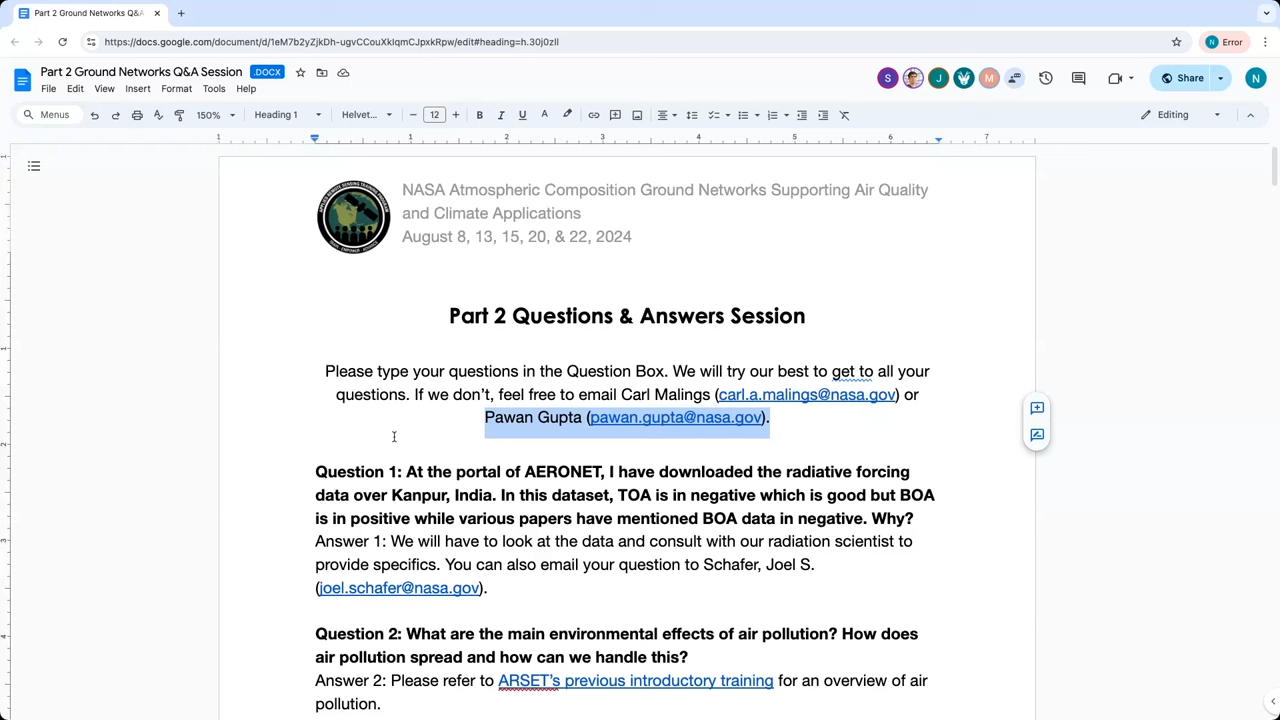 Part 2 Ground Networks Q&A
https://docs.google.com/document/d/1eM7b2yZjkDh-ugvCCouXkIqmCJpxkRpw/edit#heading=h.30j0zll
N Error
Part 2 Ground Networks Q&A Session .DOCX
S J M Share N
File Edit View Insert Format Tools Help
Menus 150% Heading 1 Helvet... 12 B I U A Editing
1 1 2 3 4 5 6 7
NASA Atmospheric Composition Ground Networks Supporting Air Quality
and Climate Applications
August 8, 13, 15, 20, & 22, 2024
Part 2 Questions & Answers Session
Please type your questions in the Question Box. We will try our best to get to all your
questions. If we don’t, feel free to email Carl Malings (carl.a.malings@nasa.gov) or
Pawan Gupta (pawan.gupta@nasa.gov).
Question 1: At the portal of AERONET, I have downloaded the radiative forcing
data over Kanpur, India. In this dataset, TOA is in negative which is good but BOA
is in positive while various papers have mentioned BOA data in negative. Why?
Answer 1: We will have to look at the data and consult with our radiation scientist to
provide specifics. You can also email your question to Schafer, Joel S.
(joel.schafer@nasa.gov).
Question 2: What are the main environmental effects of air pollution? How does
air pollution spread and how can we handle this?
Answer 2: Please refer to ARSET’s previous introductory training for an overview of air
pollution.